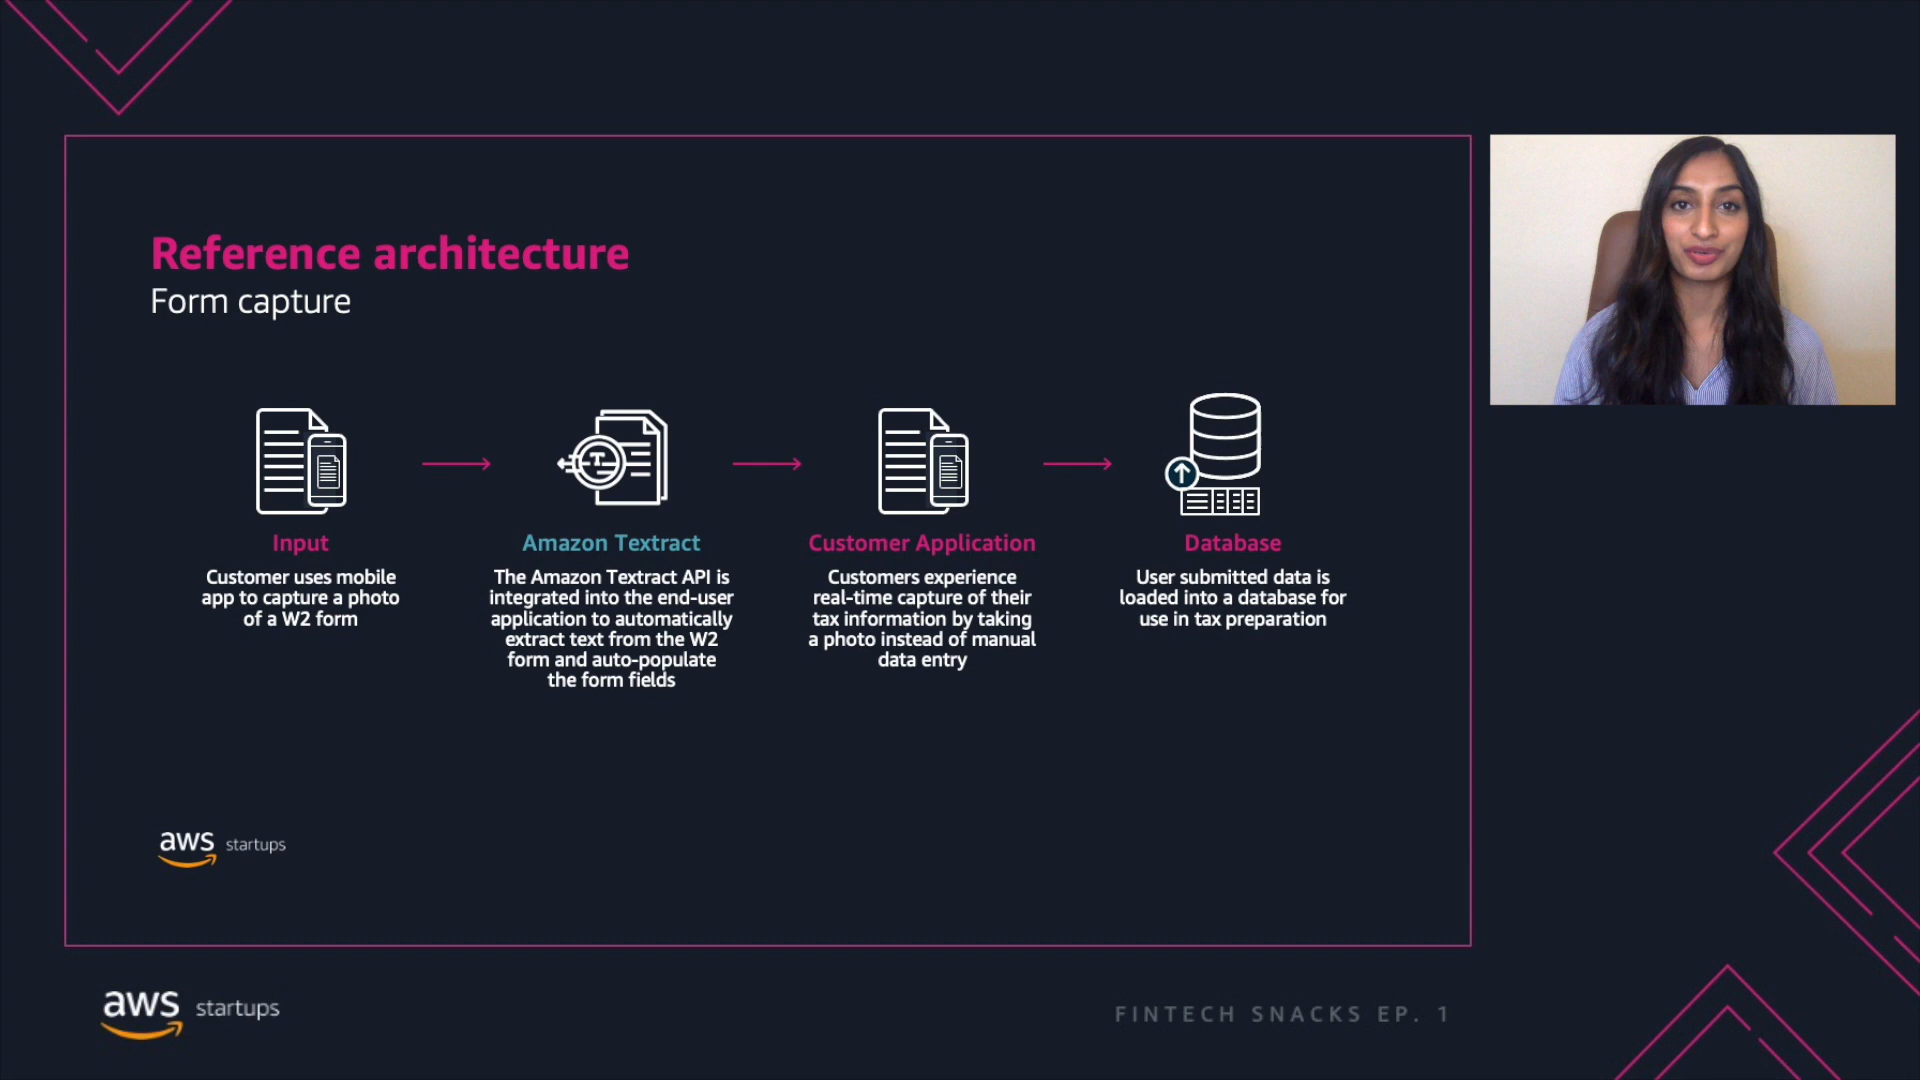 Reference architecture
Form capture
Input
Customer uses mobile
app to capture a photo
of a W2 form
Amazon Textract
The Amazon Textract API is
integrated into the end-user
application to automatically
extract text from the W2
form and auto-populate
the form fields
Customer Application
Customers experience
real-time capture of their
tax information by taking
a photo instead of manual
data entry
Database
User submitted data is
loaded into a database for
use in tax preparation
aws startups
aws startups
FINTECH SNACKS EP. 1